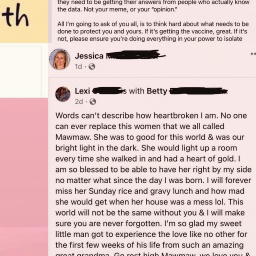 th
they need to be getting their answers from people who actually know
the data. Not your meme, or your "opinion."
All I'm going to ask of you all, is to think hard about what needs to be
done to protect you and yours. If it's getting the vaccine, great. If it's
not, please ensure you're doing everything in your power to isolate
Jessica
1d
Lexi s with Betty
2d
Words can't describe how heartbroken I am. No one
can ever replace this women that we all called
Mawmaw. She was to good for this world & was our
bright light in the dark. She would light up a room
every time she walked in and had a heart of gold. I
am so blessed to be able to have her right by my side
no matter what since the day I was born. I will forever
miss her Sunday rice and gravy lunch and how mad
she would get when her house was a mess lol. This
world will not be the same without you & I will make
sure you are never forgotten. I'm so glad my sweet
little man got to experience the love like no other for
the first few weeks of his life from such an amazing
great grandma. Go rest high Mawmaw, we love you &